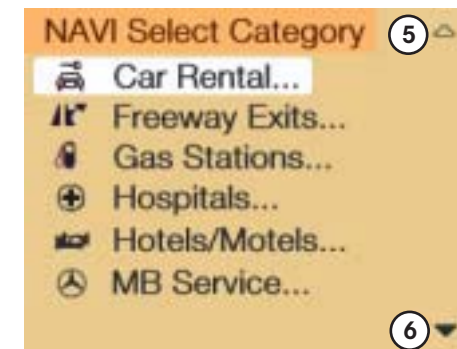 NAVI Select Category
5
Car Rental...
Freeway Exits...
Gas Stations...
Hospitals...
Hotels/Motels...
MB Service...
6